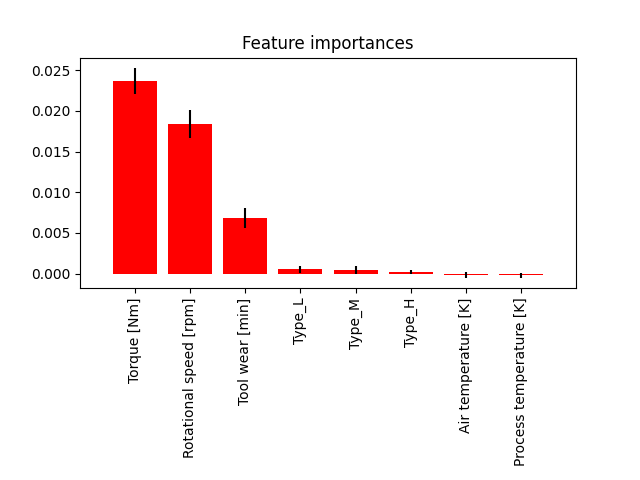 Feature importances
0.025
0.020
0.015
0.010
0.005
0.000
Torque [Nm]
Rotational speed [rpm]
Tool wear [min]
Type_L
Type_M
Type_H
Air temperature [K]
Process temperature [K]